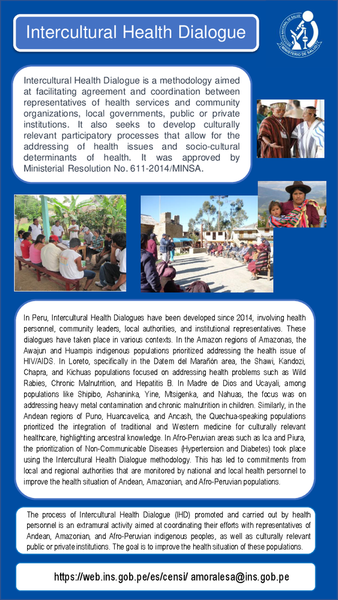 Intercultural Health Dialogue
Intercultural Health Dialogue is a methodology aimed
at facilitating agreement and coordination between
representatives of health services and community
organizations, local governments, public or private
institutions. It also seeks to develop culturally
relevant participatory processes that allow for the
addressing of health issues and socio-cultural
determinants of health. It was approved by
Ministerial Resolution No. 611-2014/MINSA.
In Peru, Intercultural Health Dialogues have been developed since 2014, involving health
personnel, community leaders, local authorities, and institutional representatives. These
dialogues have taken place in various contexts. In the Amazon regions of Amazonas, the
Awajun and Huampis indigenous populations prioritized addressing the health issue of
HIV/AIDS. In Loreto, specifically in the Datem del Marañón area, the Shawi, Kandozi,
Chapra, and Kichuas populations focused on addressing health problems such as Wild
Rabies, Chronic Malnutrition, and Hepatitis B. In Madre de Dios and Ucayali, among
populations like Shipibo, Ashaninka, Yine, Mtsigenka, and Nahuas, the focus was on
addressing heavy metal contamination and chronic malnutrition in children. Similarly, in the
Andean regions of Puno, Huancavelica, and Ancash, the Quechua-speaking populations
prioritized the integration of traditional and Western medicine for culturally relevant
healthcare, highlighting ancestral knowledge. In Afro-Peruvian areas such as Ica and Piura,
the prioritization of Non-Communicable Diseases (Hypertension and Diabetes) took place
using the Intercultural Health Dialogue methodology. This has led to commitments from
local and regional authorities that are monitored by national and local health personnel to
improve the health situation of Andean, Amazonian, and Afro-Peruvian populations.
The process of Intercultural Health Dialogue (IHD) promoted and carried out by health
personnel is an extramural activity aimed at coordinating their efforts with representatives of
Andean, Amazonian, and Afro-Peruvian indigenous peoples, as well as culturally relevant
public or private institutions. The goal is to improve the health situation of these populations.
https://web.ins.gob.pe/es/censi/ amoralesa@ins.gob.pe